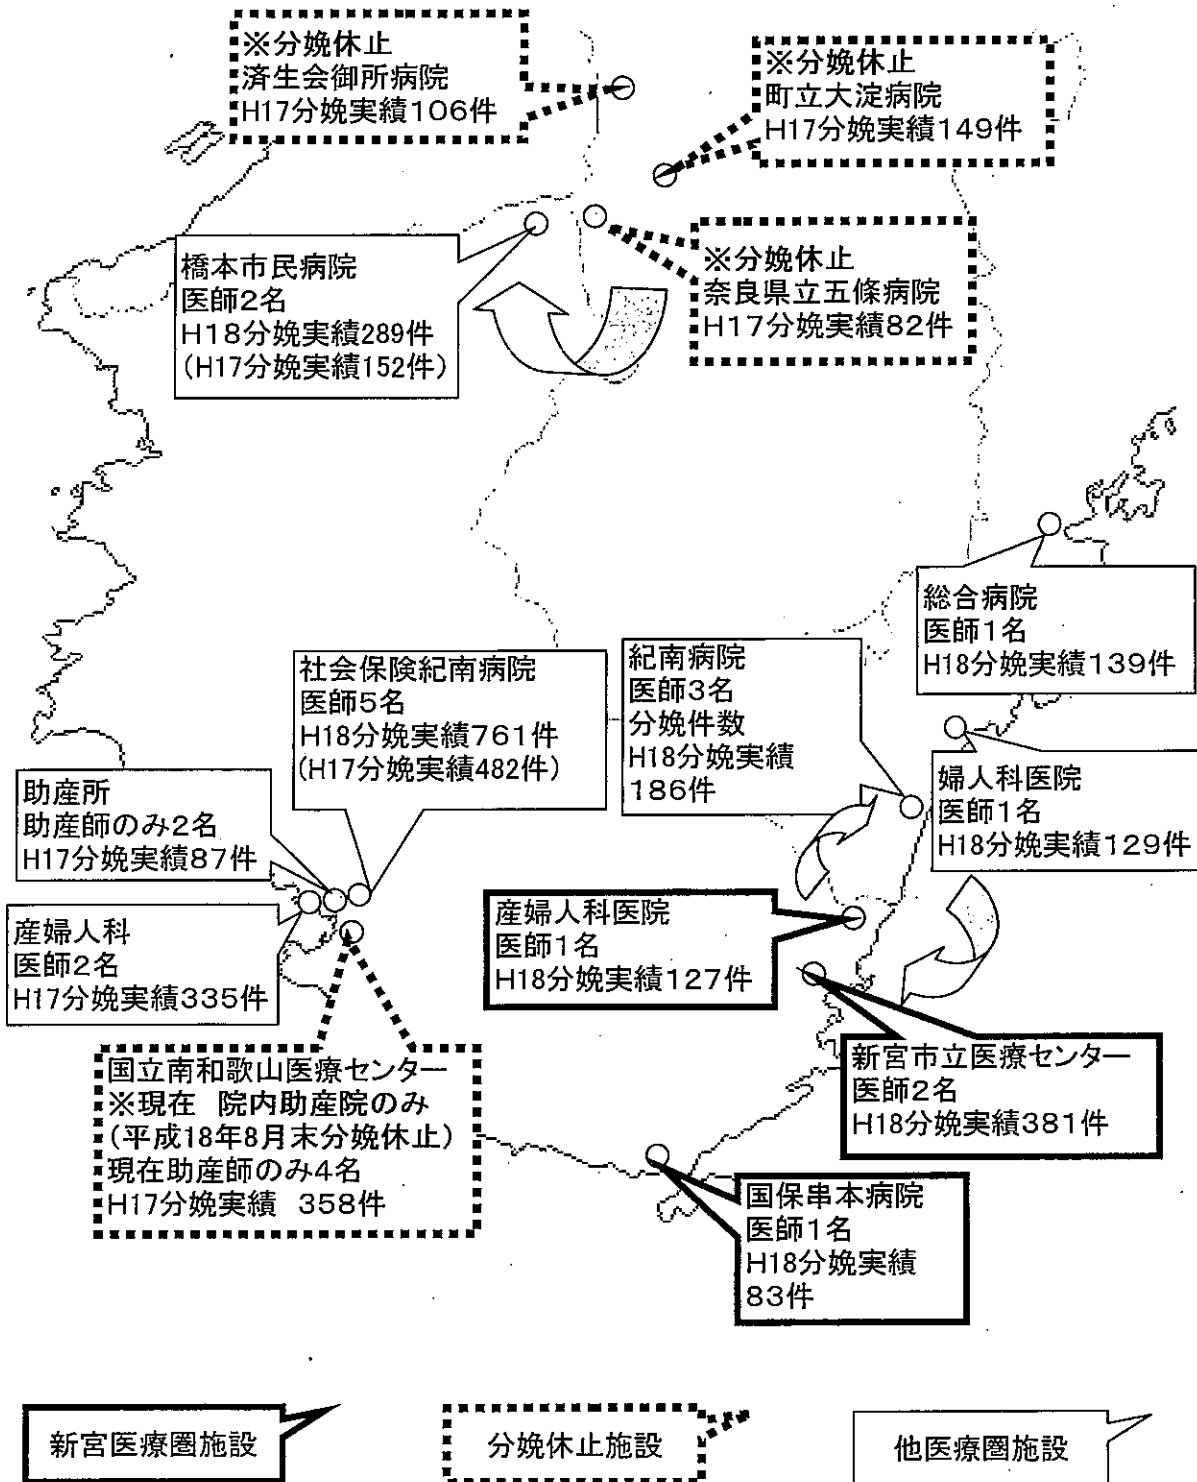 ※分娩休止
済生会御所病院
H17分娩実績106件
※分娩休止
町立大淀病院
H17分娩実績149件
橋本市民病院
医師2名
H18分娩実績289件
(H17分娩実績152件)
※分娩休止
奈良県立五條病院
H17分娩実績82件
総合病院
医師1名
H18分娩実績139件
社会保険紀南病院
医師5名
H18分娩実績761件
(H17分娩実績482件)
紀南病院
医師3名
分娩件数
H18分娩実績
186件
婦人科医院
医師1名
H18分娩実績129件
助産所
助産師のみ2名
H17分娩実績87件
産婦人科
医師2名
H17分娩実績335件
産婦人科医院
医師1名
H18分娩実績127件
国立南和歌山医療センター
※現在 院内助産院のみ
(平成18年8月末分娩休止)
現在助産師のみ4名
H17分娩実績 358件
新宮市立医療センター
医師2名
H18分娩実績381件
国保串本病院
医師1名
H18分娩実績
83件
新宮医療圏施設
分娩休止施設
他医療圏施設